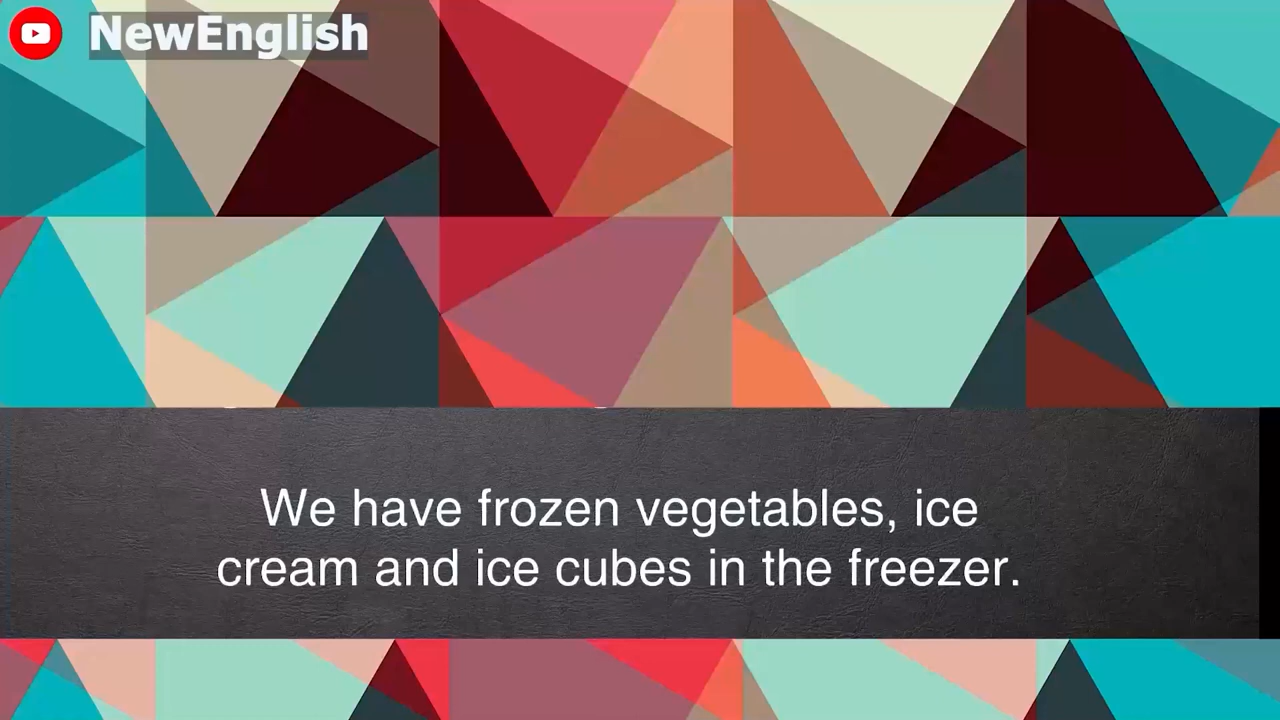 NewEnglish
We have frozen vegetables, ice
cream and ice cubes in the freezer.